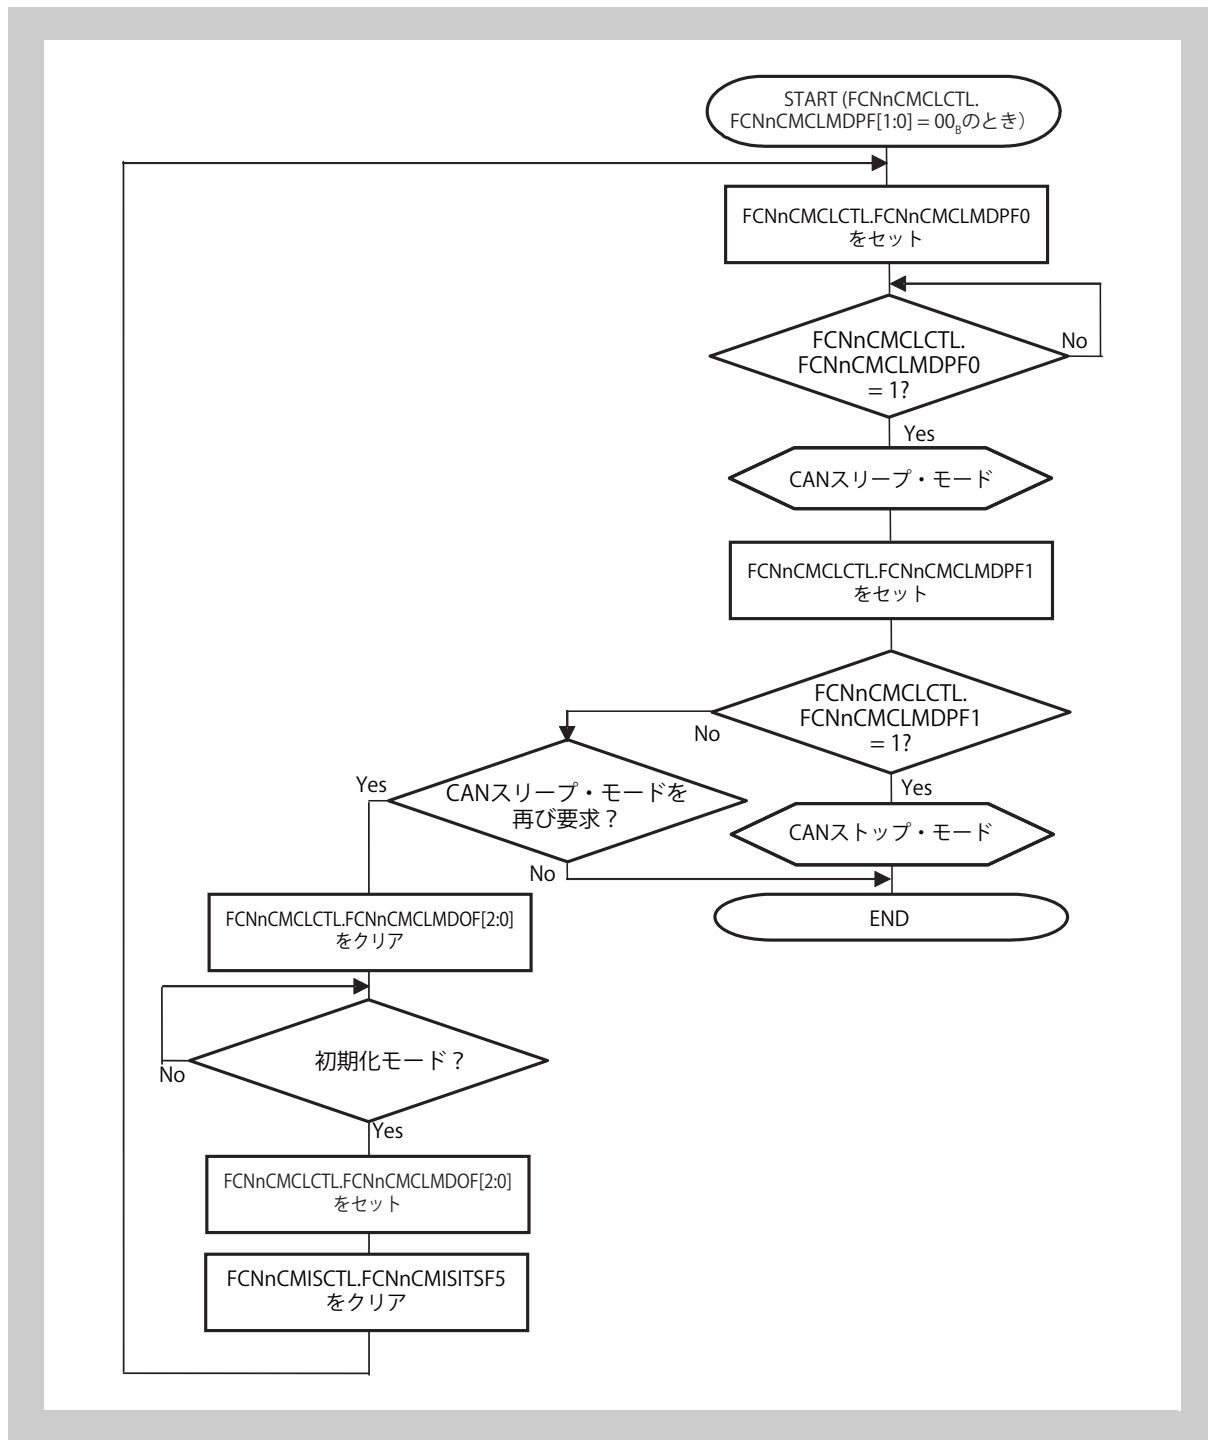 START (FCNnCMCLCTL.
FCNnCMCLMDPF[1:0] = 00Bのとき)
FCNnCMCLCTL.FCNnCMCLMDPF0
をセット
FCNnCMCLCTL.
FCNnCMCLMDPF0
= 1?
No
Yes
CANスリープ・モード
FCNnCMCLCTL.FCNnCMCLMDPF1
をセット
FCNnCMCLCTL.
FCNnCMCLMDPF1
= 1?
No
Yes
CANスリープ・モードを
再び要求？
Yes
No
CANストップ・モード
END
FCNnCMCLCTL.FCNnCMCLMDOF[2:0]
をクリア
初期化モード？
No
Yes
FCNnCMCLCTL.FCNnCMCLMDOF[2:0]
をセット
FCNnCMISCTL.FCNnCMISITSF5
をクリア